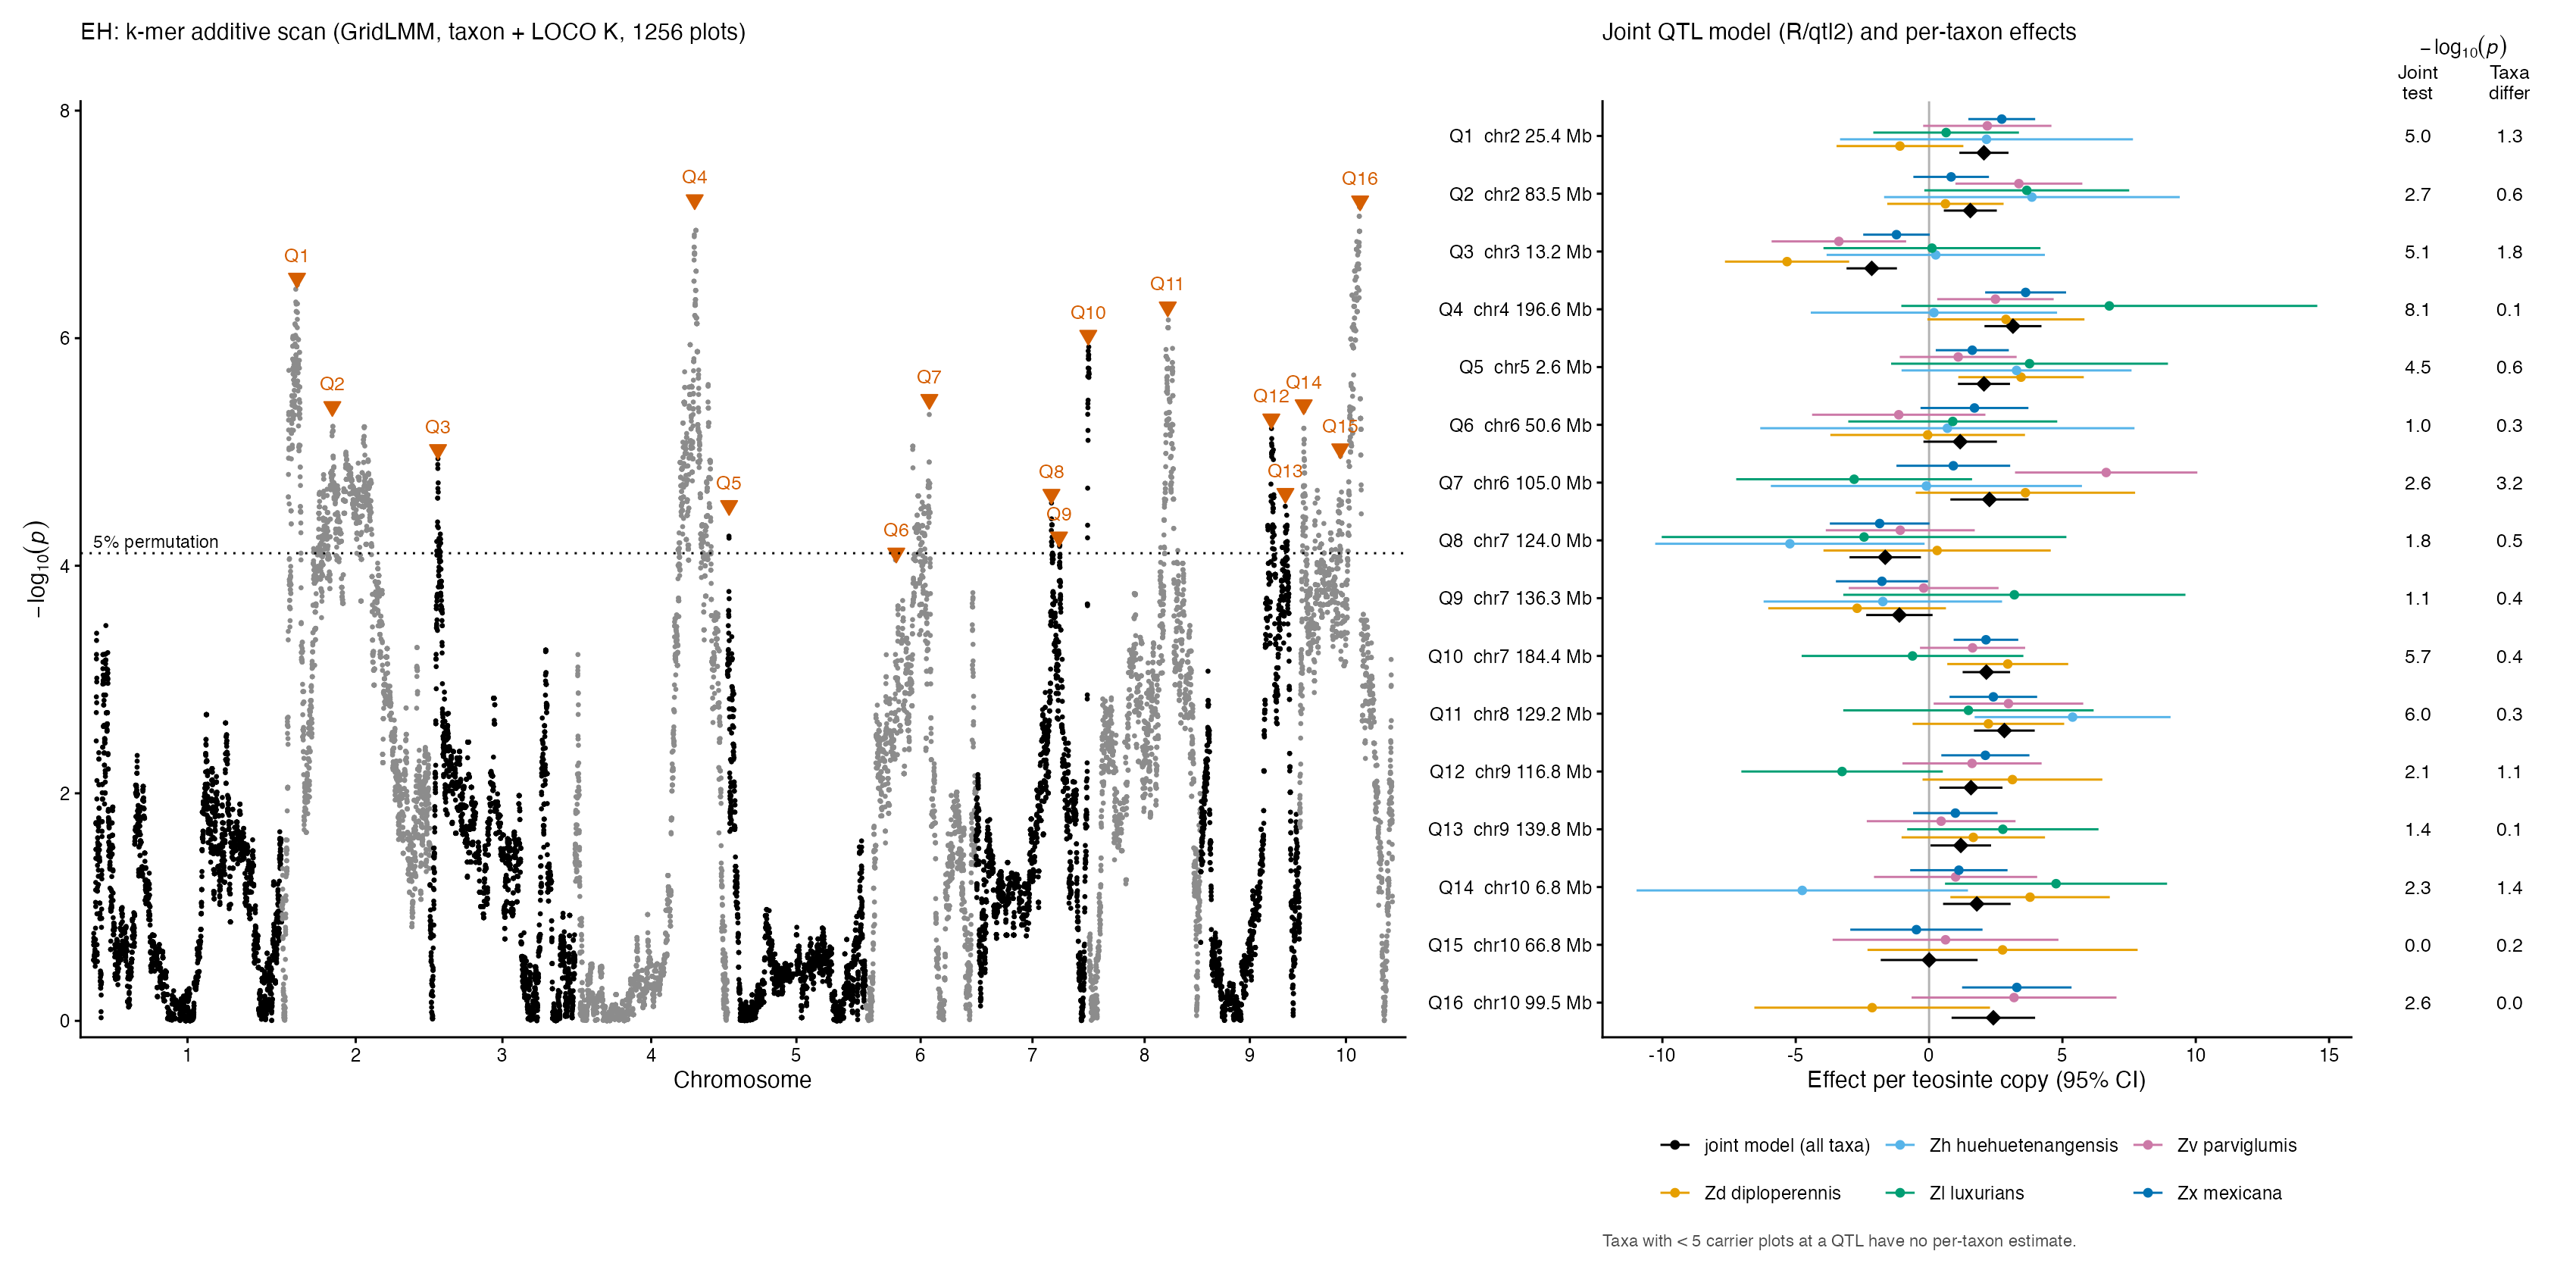 EH: k-mer additive scan (GridLMM, taxon + LOCO K, 1256 plots)
−log10(p)
8
6
4
2
0
5% permutation
Q1
Q2
Q3
Q4
Q5
Q6
Q7
Q8
Q9
Q10
Q11
Q12
Q13
Q14
Q15
Q16
1 2 3 4 5 6 7 8 9 10
Chromosome
Joint QTL model (R/qtl2) and per-taxon effects
−log10(p)
Joint test Taxa differ
Q1 chr2 25.4 Mb 5.0 1.3
Q2 chr2 83.5 Mb 2.7 0.6
Q3 chr3 13.2 Mb 5.1 1.8
Q4 chr4 196.6 Mb 8.1 0.1
Q5 chr5 2.6 Mb 4.5 0.6
Q6 chr6 50.6 Mb 1.0 0.3
Q7 chr6 105.0 Mb 2.6 3.2
Q8 chr7 124.0 Mb 1.8 0.5
Q9 chr7 136.3 Mb 1.1 0.4
Q10 chr7 184.4 Mb 5.7 0.4
Q11 chr8 129.2 Mb 6.0 0.3
Q12 chr9 116.8 Mb 2.1 1.1
Q13 chr9 139.8 Mb 1.4 0.1
Q14 chr10 6.8 Mb 2.3 1.4
Q15 chr10 66.8 Mb 0.0 0.2
Q16 chr10 99.5 Mb 2.6 0.0
-10 -5 0 5 10 15
Effect per teosinte copy (95% CI)
joint model (all taxa) Zh huehuetenangensis Zv parviglumis
Zd diploperennis Zl luxurians Zx mexicana
Taxa with < 5 carrier plots at a QTL have no per-taxon estimate.